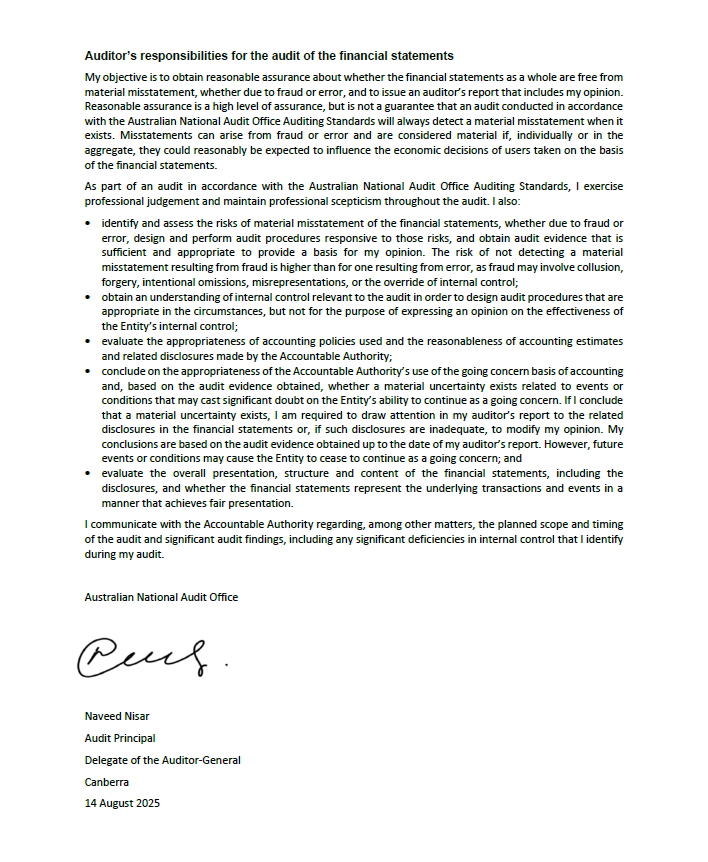 Auditor's responsibilities for the audit of the financial statements
My objective is to obtain reasonable assurance about whether the financial statements as a whole are free from
material misstatement, whether due to fraud or error, and to issue an auditor's report that includes my opinion.
Reasonable assurance is a high level of assurance, but is not a guarantee that an audit conducted in accordance
with the Australian National Audit Office Auditing Standards will always detect a material misstatement when it
exists. Misstatements can arise from fraud or error and are considered material if, individually or in the
aggregate, they could reasonably be expected to influence the economic decisions of users taken on the basis
of the financial statements.
As part of an audit in accordance with the Australian National Audit Office Auditing Standards, I exercise
professional judgement and maintain professional scepticism throughout the audit. I also:
• identify and assess the risks of material misstatement of the financial statements, whether due to fraud or
error, design and perform audit procedures responsive to those risks, and obtain audit evidence that is
sufficient and appropriate to provide a basis for my opinion. The risk of not detecting a material
misstatement resulting from fraud is higher than for one resulting from error, as fraud may involve collusion,
forgery, intentional omissions, misrepresentations, or the override of internal control;
• obtain an understanding of internal control relevant to the audit in order to design audit procedures that are
appropriate in the circumstances, but not for the purpose of expressing an opinion on the effectiveness of
the Entity's internal control;
• evaluate the appropriateness of accounting policies used and the reasonableness of accounting estimates
and related disclosures made by the Accountable Authority;
• conclude on the appropriateness of the Accountable Authority's use of the going concern basis of accounting
and, based on the audit evidence obtained, whether a material uncertainty exists related to events or
conditions that may cast significant doubt on the Entity's ability to continue as a going concern. If I conclude
that a material uncertainty exists, I am required to draw attention in my auditor's report to the related
disclosures in the financial statements or, if such disclosures are inadequate, to modify my opinion. My
conclusions are based on the audit evidence obtained up to the date of my auditor's report. However, future
events or conditions may cause the Entity to cease to continue as a going concern; and
• evaluate the overall presentation, structure and content of the financial statements, including the
disclosures, and whether the financial statements represent the underlying transactions and events in a
manner that achieves fair presentation.
I communicate with the Accountable Authority regarding, among other matters, the planned scope and timing
of the audit and significant audit findings, including any significant deficiencies in internal control that I identify
during my audit.
Australian National Audit Office
Naveed Nisar
Audit Principal
Delegate of the Auditor-General
Canberra
14 August 2025